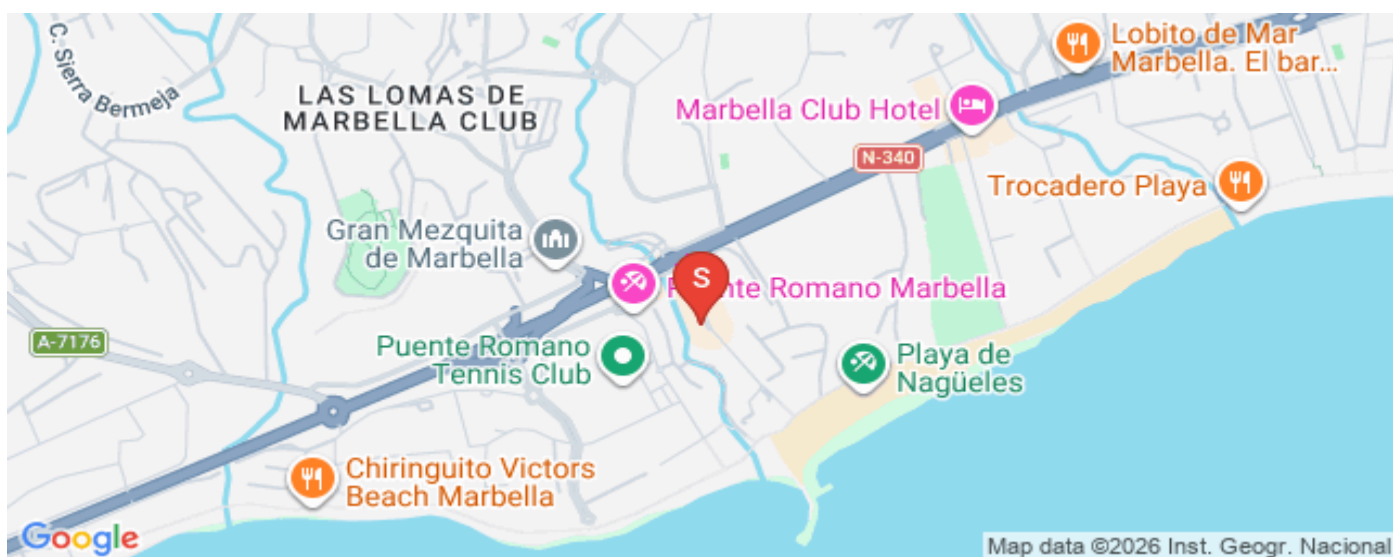 C. Sierra Bermeja
LAS LOMAS DE
MARBELLA CLUB
Lobito de Mar
Marbella. El bar...
Marbella Club Hotel
N-340
Trocadero Playa
Gran Mezquita
de Marbella
S
Romano Marbella
A-7176
Puente Romano
Tennis Club
Playa de
Nagüeles
Chiringuito Victors
Beach Marbella
Google
Map data ©2026 Inst. Geogr. Nacional